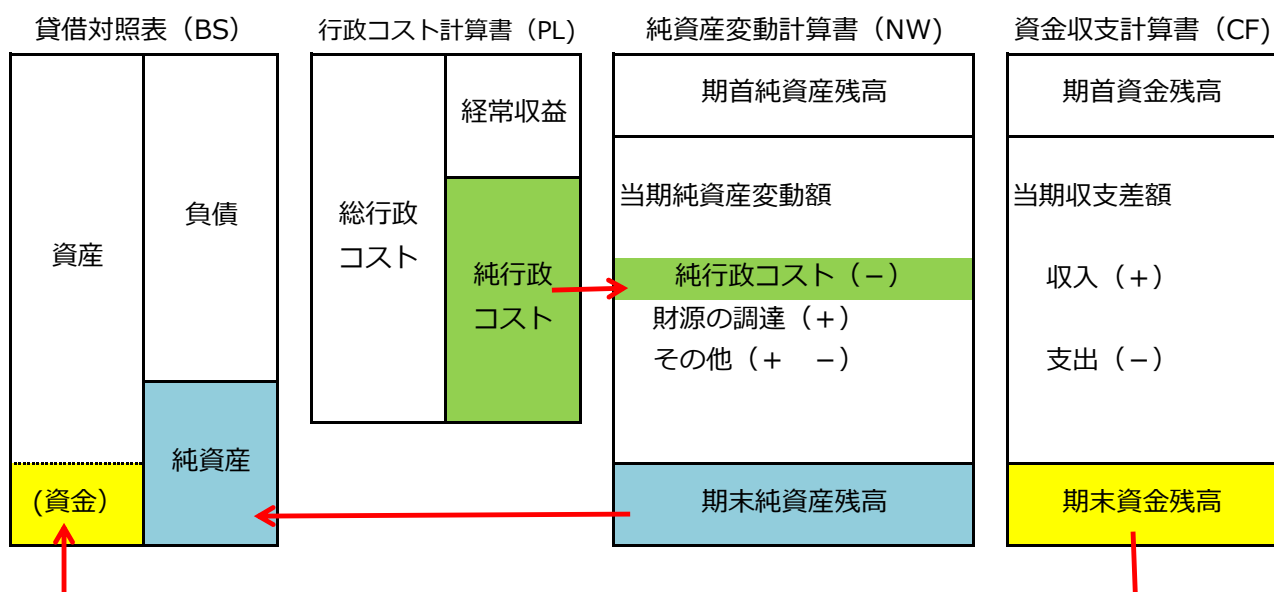 貸借対照表（BS）
資産
(資金）
負債
純資産
行政コスト計算書（PL)
総行政
コスト
経常収益
純行政
コスト
純資産変動計算書（NW)
期首純資産残高
当期純資産変動額
純行政コスト（－）
財源の調達（＋）
その他（＋　－）
期末純資産残高
資金収支計算書（CF)
期首資金残高
当期収支差額
収入（＋）
支出（－）
期末資金残高